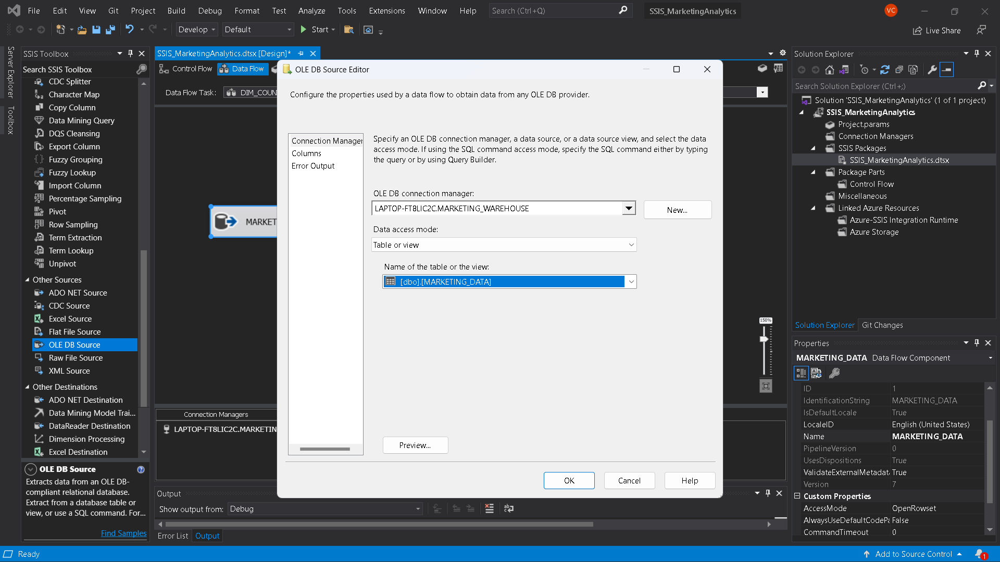 File Edit View Git Project Build Debug Format Test Analyze Tools Extensions Window Help Search (Ctrl+Q) SSIS_MarketingAnalytics VC
Develop Default Start Live Share
Server Explorer
Toolbox
SSIS Toolbox
Search SSIS Toolbox
CDC Splitter
Character Map
Copy Column
Data Mining Query
DQS Cleansing
Export Column
Fuzzy Grouping
Fuzzy Lookup
Import Column
Percentage Sampling
Pivot
Row Sampling
Term Extraction
Term Lookup
Unpivot
Other Sources
ADO NET Source
CDC Source
Excel Source
Flat File Source
OLE DB Source
Raw File Source
XML Source
Other Destinations
ADO NET Destination
Data Mining Model Trai...
DataReader Destination
Dimension Processing
Excel Destination
OLE DB Source
Extracts data from an OLE DB-
compliant relational database.
Extract from a database table or
view, or use a SQL command. For...
Find Samples
SSIS_MarketingAnalytics.dtsx [Design]*
Control Flow Data Flow
Data Flow Task: DIM_COUN
MARKET
150%
Connection Managers
LAPTOP-FT8LIC2C.MARKETIN
OLE DB Source Editor
Configure the properties used by a data flow to obtain data from any OLE DB provider.
Connection Manager
Columns
Error Output
Specify an OLE DB connection manager, a data source, or a data source view, and select the data
access mode. If using the SQL command access mode, specify the SQL command either by typing
the query or by using Query Builder.
OLE DB connection manager:
LAPTOP-FT8LIC2C.MARKETING_WAREHOUSE
New...
Data access mode:
Table or view
Name of the table or the view:
[dbo].[MARKETING_DATA]
Preview...
OK Cancel Help
Output
Show output from: Debug
Error List Output
Solution Explorer
Search Solution Explorer (Ctrl+;)
Solution 'SSIS_MarketingAnalytics' (1 of 1 project)
SSIS_MarketingAnalytics
Project.params
Connection Managers
SSIS Packages
SSIS_MarketingAnalytics.dtsx
Package Parts
Control Flow
Miscellaneous
Linked Azure Resources
Azure-SSIS Integration Runtime
Azure Storage
Solution Explorer Git Changes
Properties
MARKETING_DATA Data Flow Component
ID 1
IdentificationString MARKETING_DATA
IsDefaultLocale True
LocaleID English (United States)
Name MARKETING_DATA
PipelineVersion 0
UsesDispositions True
ValidateExternalMetadat True
Version 7
Custom Properties
AccessMode OpenRowset
AlwaysUseDefaultCodePa False
CommandTimeout 0
Ready Add to Source Control 1